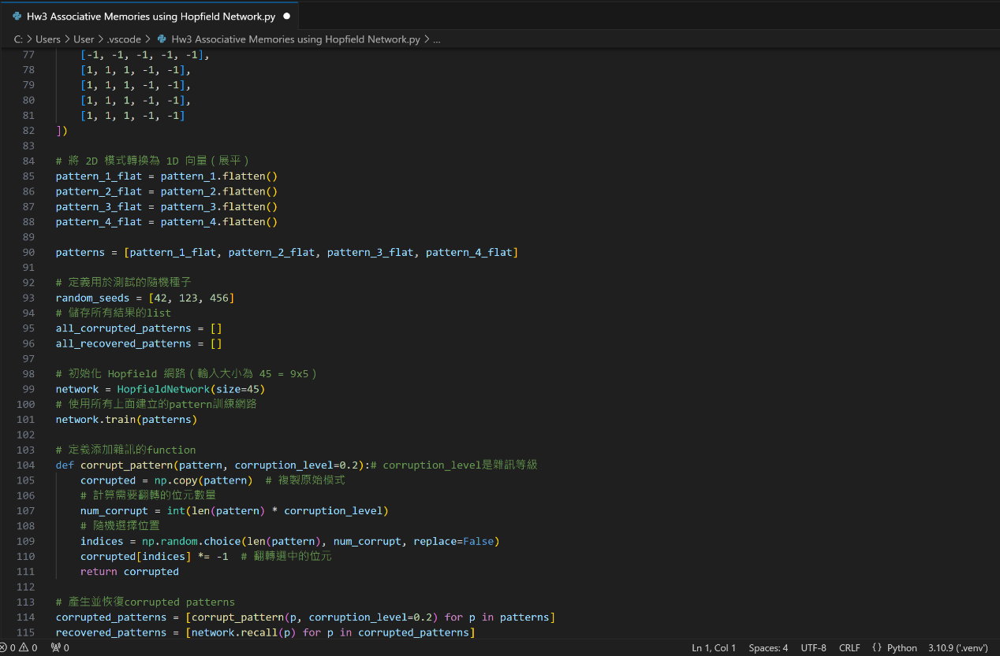 Hw3 Associative Memories using Hopfield Network.py
C: > Users > User > .vscode > Hw3 Associative Memories using Hopfield Network.py > ...
77 [-1, -1, -1, -1, -1],
78 [1, 1, 1, -1, -1],
79 [1, 1, 1, -1, -1],
80 [1, 1, 1, -1, -1],
81 [1, 1, 1, -1, -1]
82 ])
83
84 # 將 2D 模式轉換為 1D 向量（展平）
85 pattern_1_flat = pattern_1.flatten()
86 pattern_2_flat = pattern_2.flatten()
87 pattern_3_flat = pattern_3.flatten()
88 pattern_4_flat = pattern_4.flatten()
89
90 patterns = [pattern_1_flat, pattern_2_flat, pattern_3_flat, pattern_4_flat]
91
92 # 定義用於測試的隨機種子
93 random_seeds = [42, 123, 456]
94 # 儲存所有結果的list
95 all_corrupted_patterns = []
96 all_recovered_patterns = []
97
98 # 初始化 Hopfield 網路（輸入大小為 45 = 9x5）
99 network = HopfieldNetwork(size=45)
100 # 使用所有上面建立的pattern訓練網路
101 network.train(patterns)
102
103 # 定義添加雜訊的function
104 def corrupt_pattern(pattern, corruption_level=0.2):# corruption_level是雜訊等級
105 corrupted = np.copy(pattern)  # 複製原始模式
106 # 計算需要翻轉的位元數量
107 num_corrupt = int(len(pattern) * corruption_level)
108 # 隨機選擇位置
109 indices = np.random.choice(len(pattern), num_corrupt, replace=False)
110 corrupted[indices] *= -1  # 翻轉選中的位元
111 return corrupted
112
113 # 產生並恢復corrupted patterns
114 corrupted_patterns = [corrupt_pattern(p, corruption_level=0.2) for p in patterns]
115 recovered_patterns = [network.recall(p) for p in corrupted_patterns]
0 0 0 Ln 1, Col 1 Spaces: 4 UTF-8 CRLF {} Python 3.10.9 ('.venv')